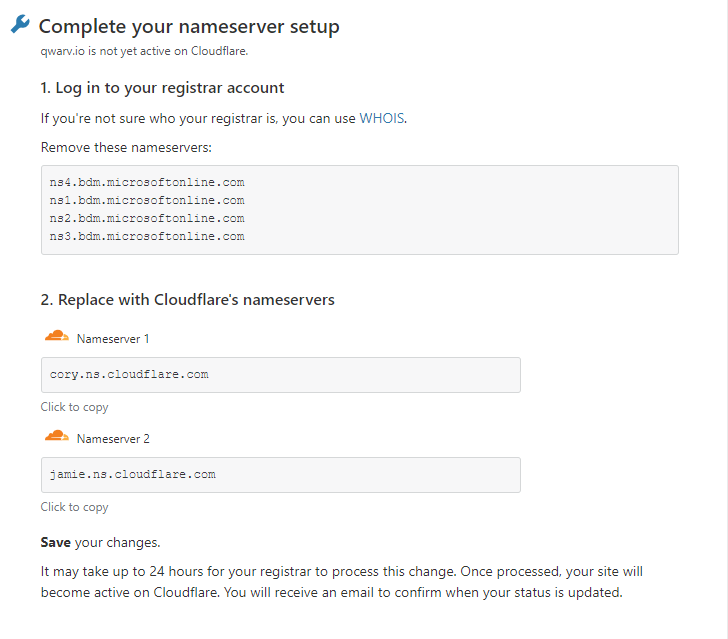 Complete your nameserver setup
qwarv.io is not yet active on Cloudflare.
1. Log in to your registrar account
If you're not sure who your registrar is, you can use WHOIS.
Remove these nameservers:
ns4.bdm.microsoftonline.com
ns1.bdm.microsoftonline.com
ns2.bdm.microsoftonline.com
ns3.bdm.microsoftonline.com
2. Replace with Cloudflare's nameservers
Nameserver 1
cory.ns.cloudflare.com
Click to copy
Nameserver 2
jamie.ns.cloudflare.com
Click to copy
Save your changes.
It may take up to 24 hours for your registrar to process this change. Once processed, your site will
become active on Cloudflare. You will receive an email to confirm when your status is updated.